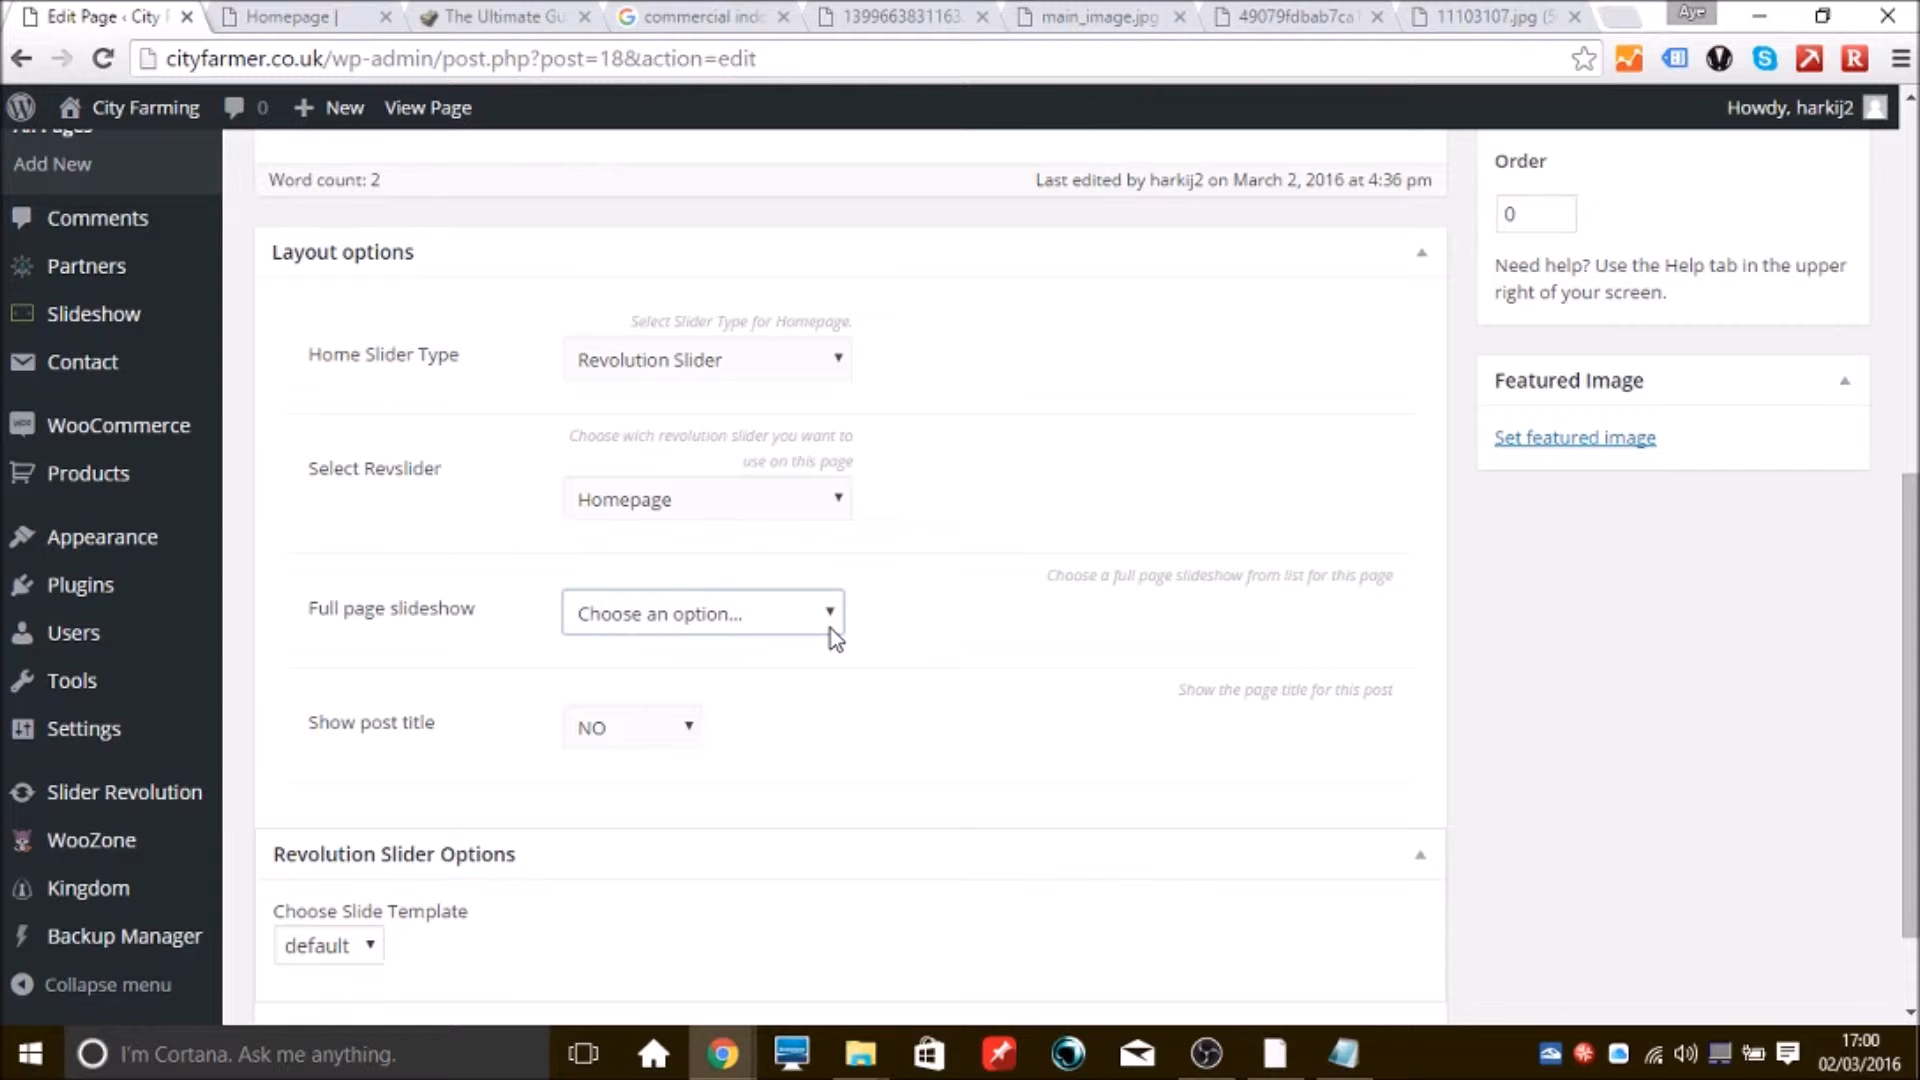 Edit Page ‹ City F
Homepage |
The Ultimate Gu
commercial ind
1399663831163
main_image.jpg
49079fdbab7ca1
11103107.jpg (5
Aye
cityfarmer.co.uk/wp-admin/post.php?post=18&action=edit
City Farming
0
New
View Page
Howdy, harkij2
All Pages
Add New
Comments
Partners
Slideshow
Contact
WooCommerce
Products
Appearance
Plugins
Users
Tools
Settings
Slider Revolution
WooZone
Kingdom
Backup Manager
Collapse menu
Word count: 2
Last edited by harkij2 on March 2, 2016 at 4:36 pm
Layout options
Select Slider Type for Homepage.
Home Slider Type
Revolution Slider
Choose wich revolution slider you want to
use on this page
Select Revslider
Homepage
Choose a full page slideshow from list for this page
Full page slideshow
Choose an option...
Show the page title for this post
Show post title
NO
Revolution Slider Options
Choose Slide Template
default
Order
0
Need help? Use the Help tab in the upper
right of your screen.
Featured Image
Set featured image
I'm Cortana. Ask me anything.
17:00
02/03/2016